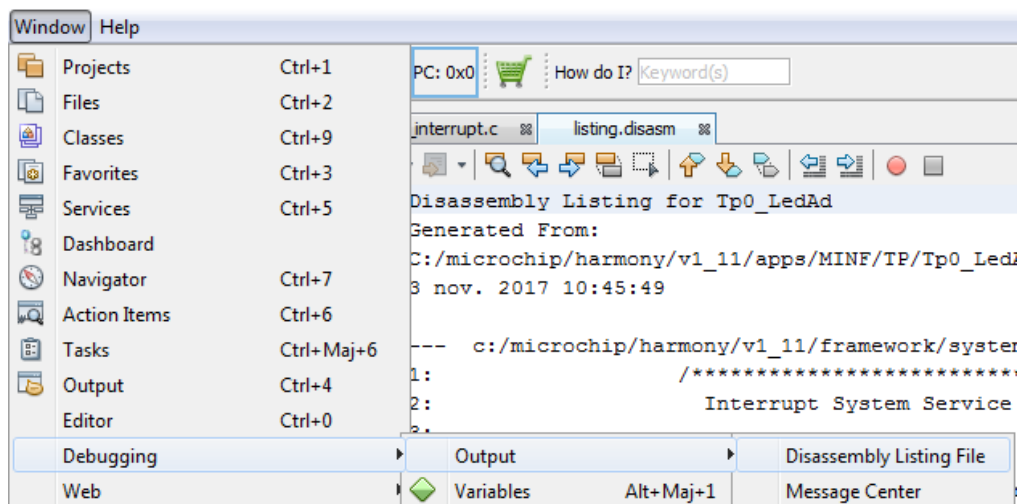 Window Help
Projects Ctrl+1
Files Ctrl+2
Classes Ctrl+9
Favorites Ctrl+3
Services Ctrl+5
Dashboard
Navigator Ctrl+7
Action Items Ctrl+6
Tasks Ctrl+Maj+6
Output Ctrl+4
Editor Ctrl+0
Debugging
Web
PC: 0x0 How do I? Keyword(s)
_interrupt.c listing.disasm
Disassembly Listing for Tp0_LedAd
Generated From:
C:/microchip/harmony/v1_11/apps/MINF/TP/Tp0_Led
3 nov. 2017 10:45:49
--- c:/microchip/harmony/v1_11/framework/system
1: /**************************
2: Interrupt System Service
Output
Variables Alt+Maj+1
Disassembly Listing File
Message Center